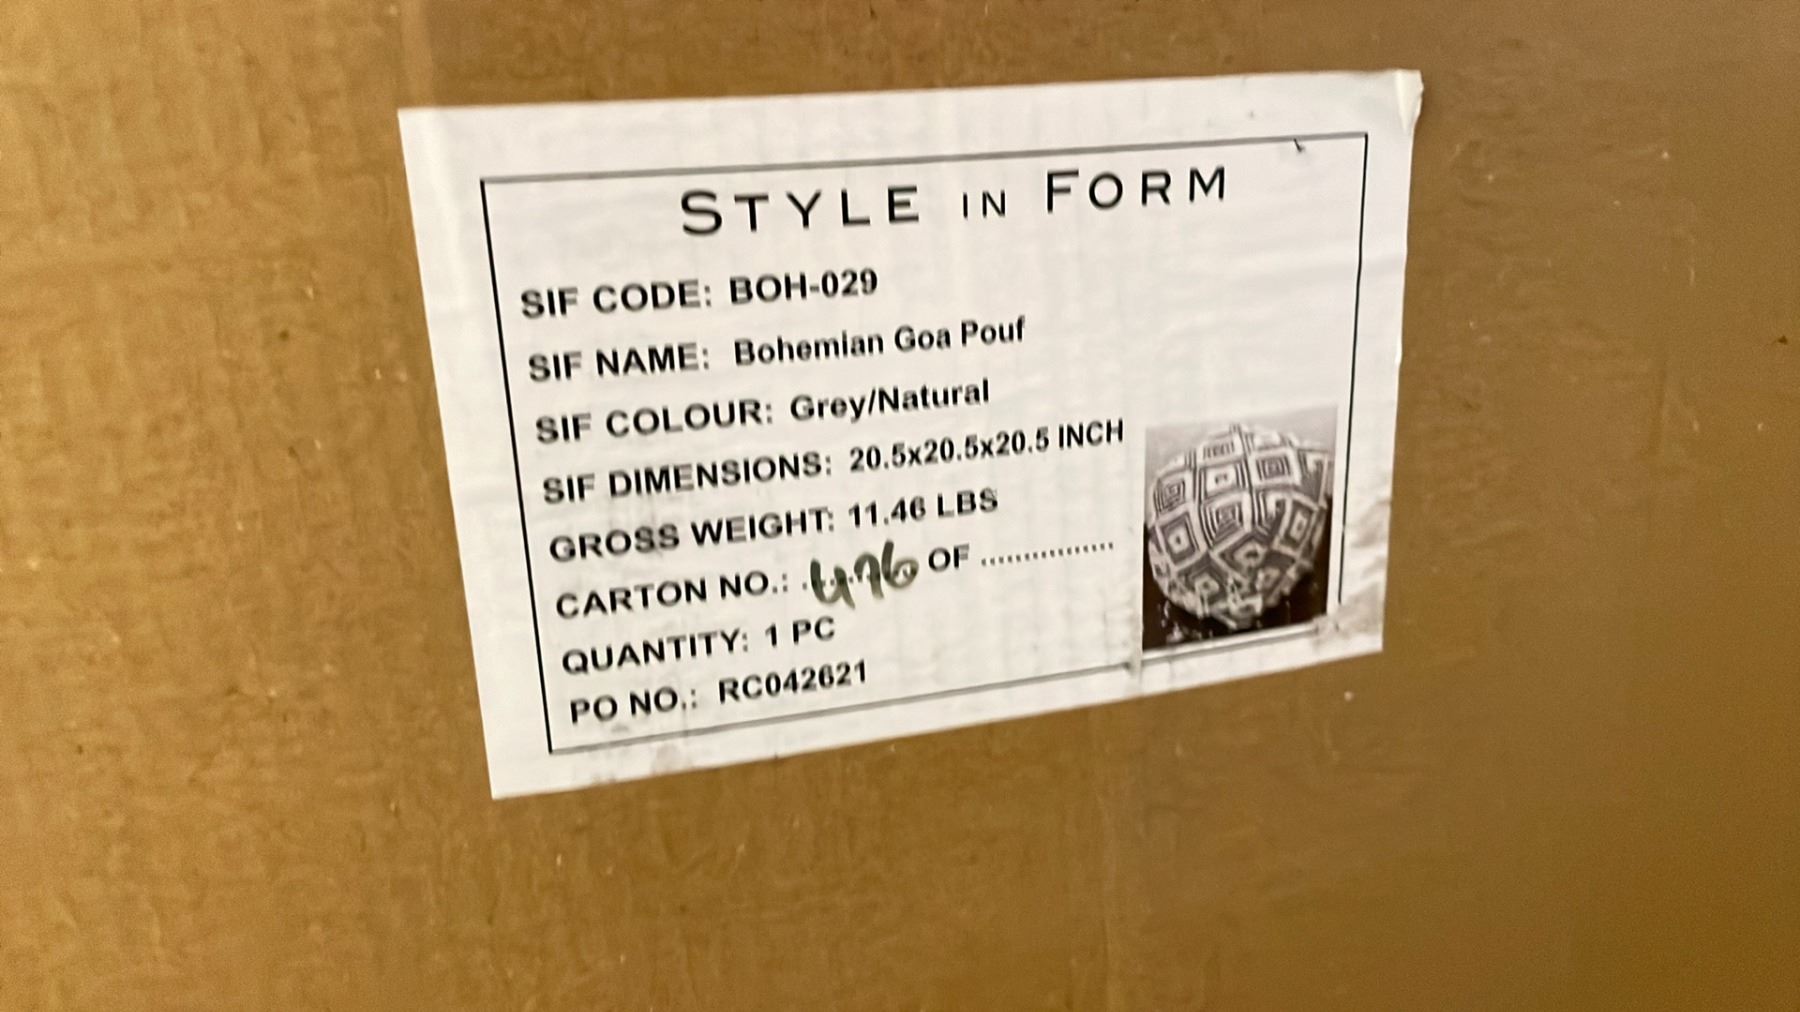 STYLE IN FORM
SIF CODE: BOH-029
SIF NAME: Bohemian Goa Pouf
SIF COLOUR: Grey/Natural
SIF DIMENSIONS: 20.5x20.5x20.5 INCH
GROSS WEIGHT: 11.46 LBS
CARTON NO.: 496 OF ................
QUANTITY: 1 PC
PO NO.: RC042621